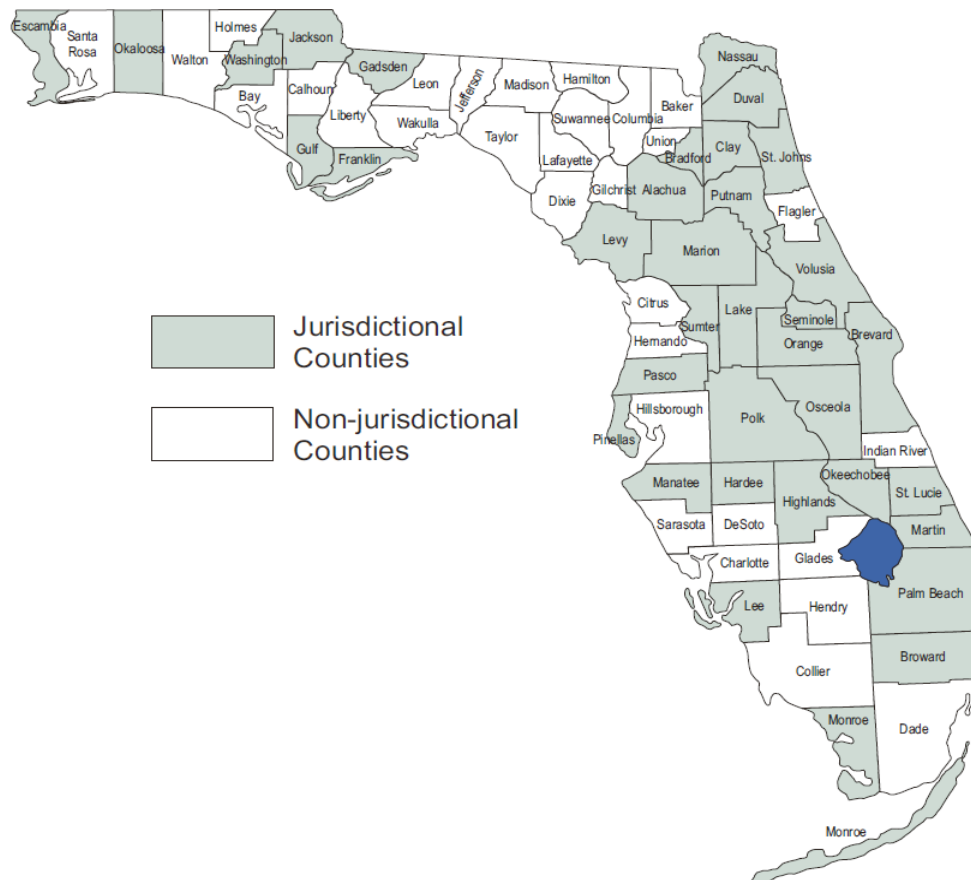 Escambia
Santa
Rosa
Okaloosa
Walton
Holmes
Washington
Jackson
Bay
Calhoun
Gadsden
Liberty
Gulf
Franklin
Leon
Wakulla
Jefferson
Madison
Taylor
Hamilton
Suwannee
Lafayette
Dixie
Columbia
Gilchrist
Baker
Union
Bradford
Alachua
Nassau
Duval
Clay
St. Johns
Putnam
Flagler
Levy
Marion
Volusia
Citrus
Sumter
Lake
Seminole
Hernando
Orange
Brevard
Pasco
Hillsborough
Pinellas
Polk
Osceola
Indian River
Manatee
Hardee
Highlands
Okeechobee
St. Lucie
Sarasota
DeSoto
Martin
Charlotte
Glades
Lee
Hendry
Palm Beach
Collier
Broward
Monroe
Dade
Monroe
Jurisdictional
Counties
Non-jurisdictional
Counties